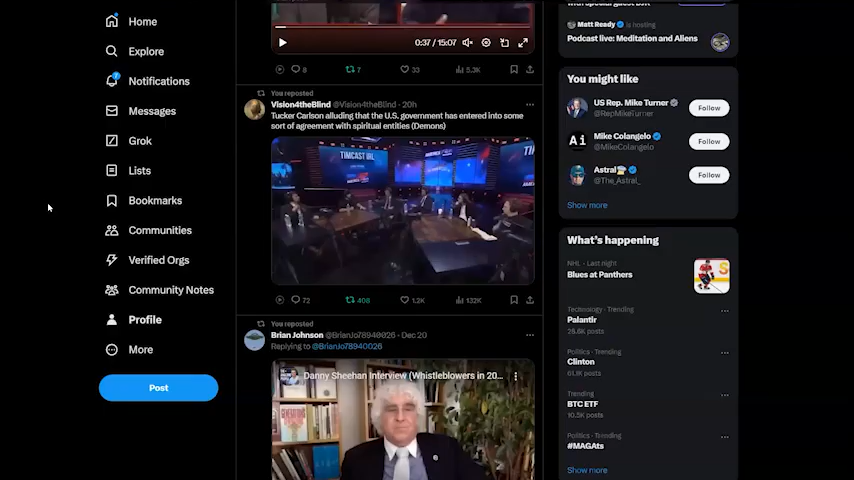 Home
Explore
Notifications
Messages
Grok
Lists
Bookmarks
Communities
Verified Orgs
Community Notes
Profile
More
Post
0:37 / 15:07
8
7
33
5.3K
You reposted
Vision4theBlind @Vision4theBlind · 20h
Tucker Carlson alluding that the U.S. government has entered into some
sort of agreement with spiritual entities (Demons)
TIMCAST IRL
72
408
1.2K
132K
You reposted
Brian Johnson @BrianJo78940026 · Dec 20
Replying to @BrianJo78940026
Danny Sheehan Interview (Whistleblowers in 20...
Matt Ready is hosting
Podcast live: Meditation and Aliens
You might like
US Rep. Mike Turner
@RepMikeTurner
Follow
Mike Colangelo
@MikeColangelo
Follow
Ai
Astral
@The_Astral_
Follow
Show more
What's happening
NHL · Last night
Blues at Panthers
Technology · Trending
Palantir
Politics · Trending
Clinton
61.9K posts
Trending
BTC ETF
10.5K posts
Politics · Trending
#MAGAts
Show more